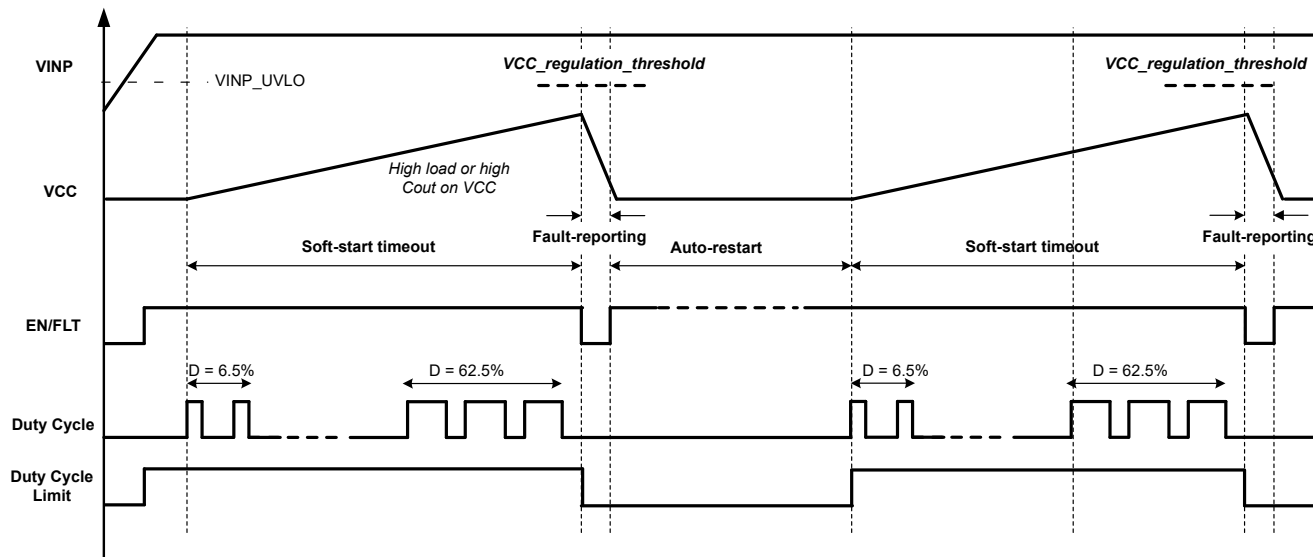 VINP
VINP_UVLO
VCC_regulation_threshold
VCC_regulation_threshold
VCC
High load or high
Cout on VCC
Fault-reporting
Fault-reporting
Soft-start timeout
Auto-restart
Soft-start timeout
EN/FLT
D = 6.5%
D = 62.5%
D = 6.5%
D = 62.5%
Duty Cycle
Duty Cycle
Limit